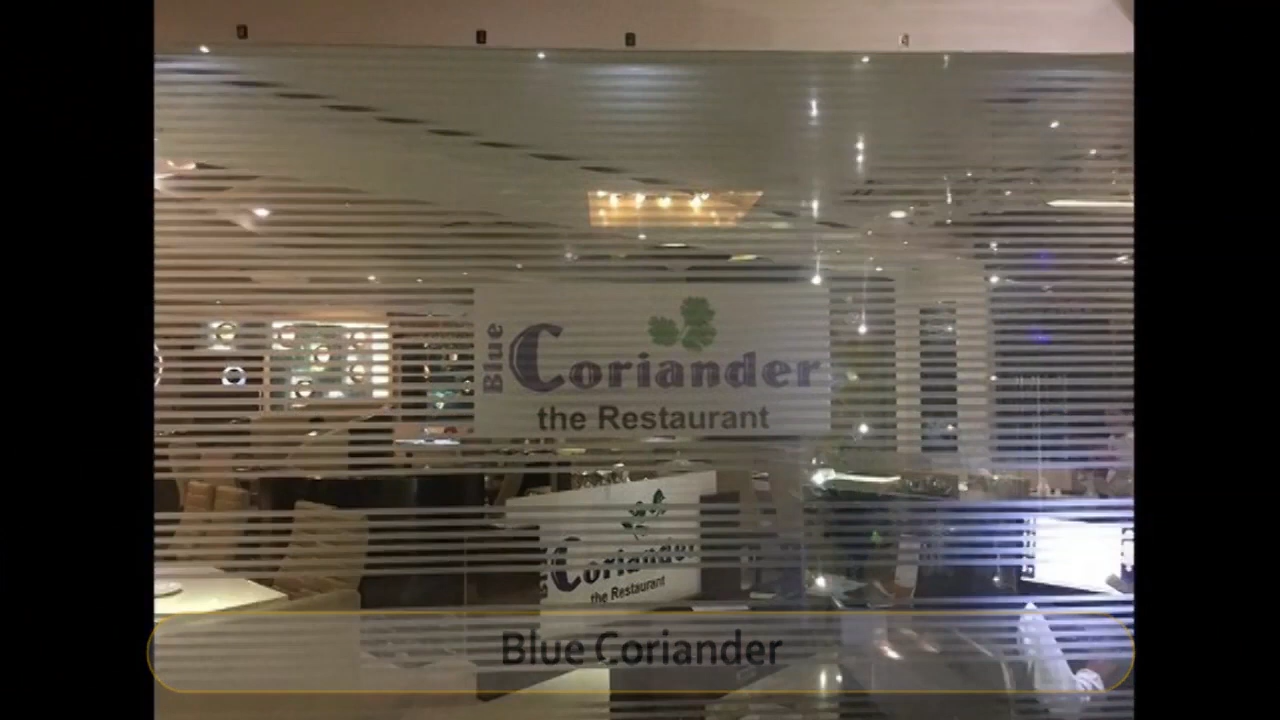 Blue
Coriander
the Restaurant
Coriander
the Restaurant
Blue Coriander